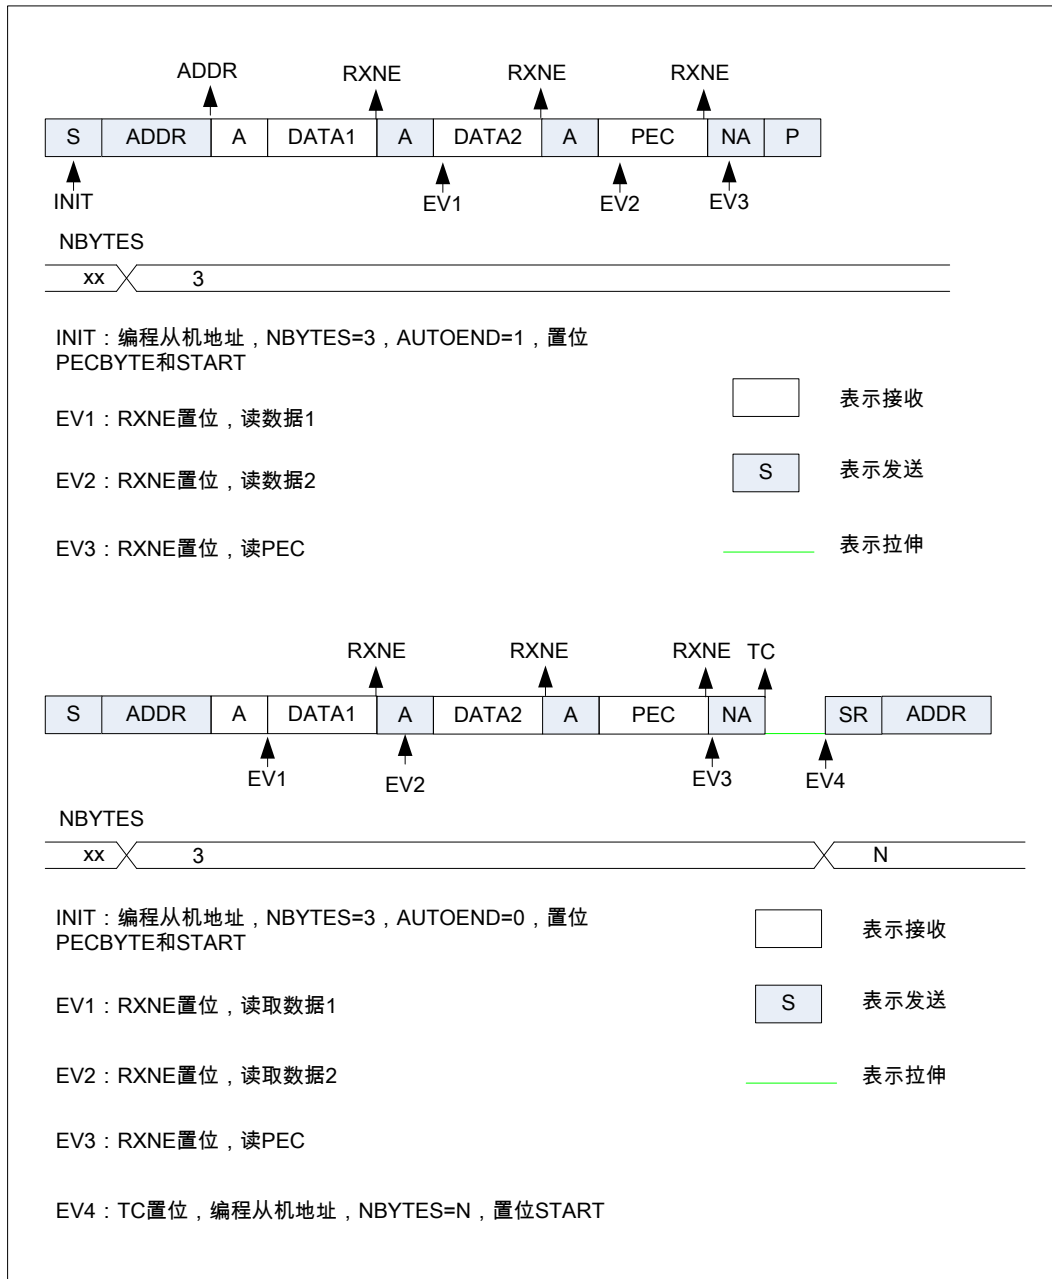 ADDR RXNE RXNE RXNE
S ADDR A DATA1 A DATA2 A PEC NA P
INIT EV1 EV2 EV3
NBYTES
xx 3
INIT：编程从机地址，NBYTES=3，AUTOEND=1，置位
PECBYTE和START
EV1：RXNE置位，读数据1
EV2：RXNE置位，读数据2
EV3：RXNE置位，读PEC
表示接收
S 表示发送
表示拉伸
RXNE RXNE RXNE TC
S ADDR A DATA1 A DATA2 A PEC NA SR ADDR
EV1 EV2 EV3 EV4
NBYTES
xx 3 N
INIT：编程从机地址，NBYTES=3，AUTOEND=0，置位
PECBYTE和START
EV1：RXNE置位，读取数据1
EV2：RXNE置位，读取数据2
EV3：RXNE置位，读PEC
EV4：TC置位，编程从机地址，NBYTES=N，置位START
表示接收
S 表示发送
表示拉伸